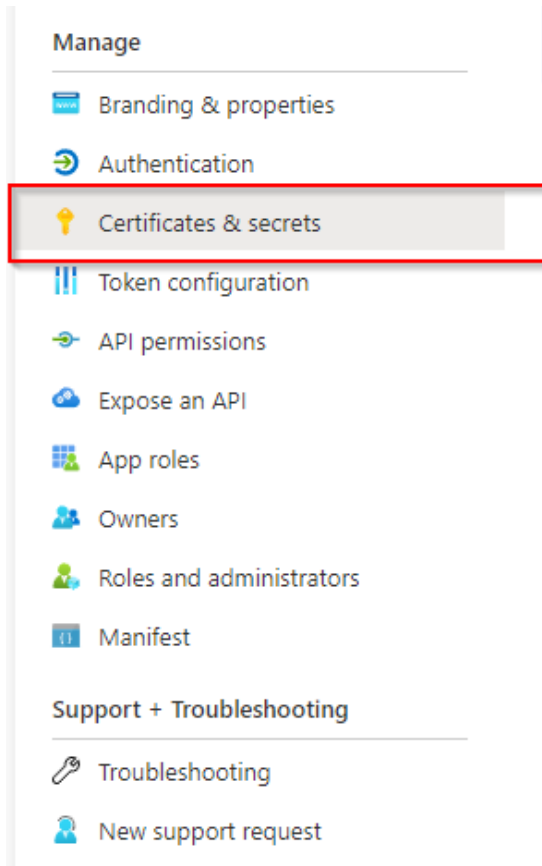 Manage
Branding & properties
Authentication
Certificates & secrets
Token configuration
API permissions
Expose an API
App roles
Owners
Roles and administrators
Manifest
Support + Troubleshooting
Troubleshooting
New support request